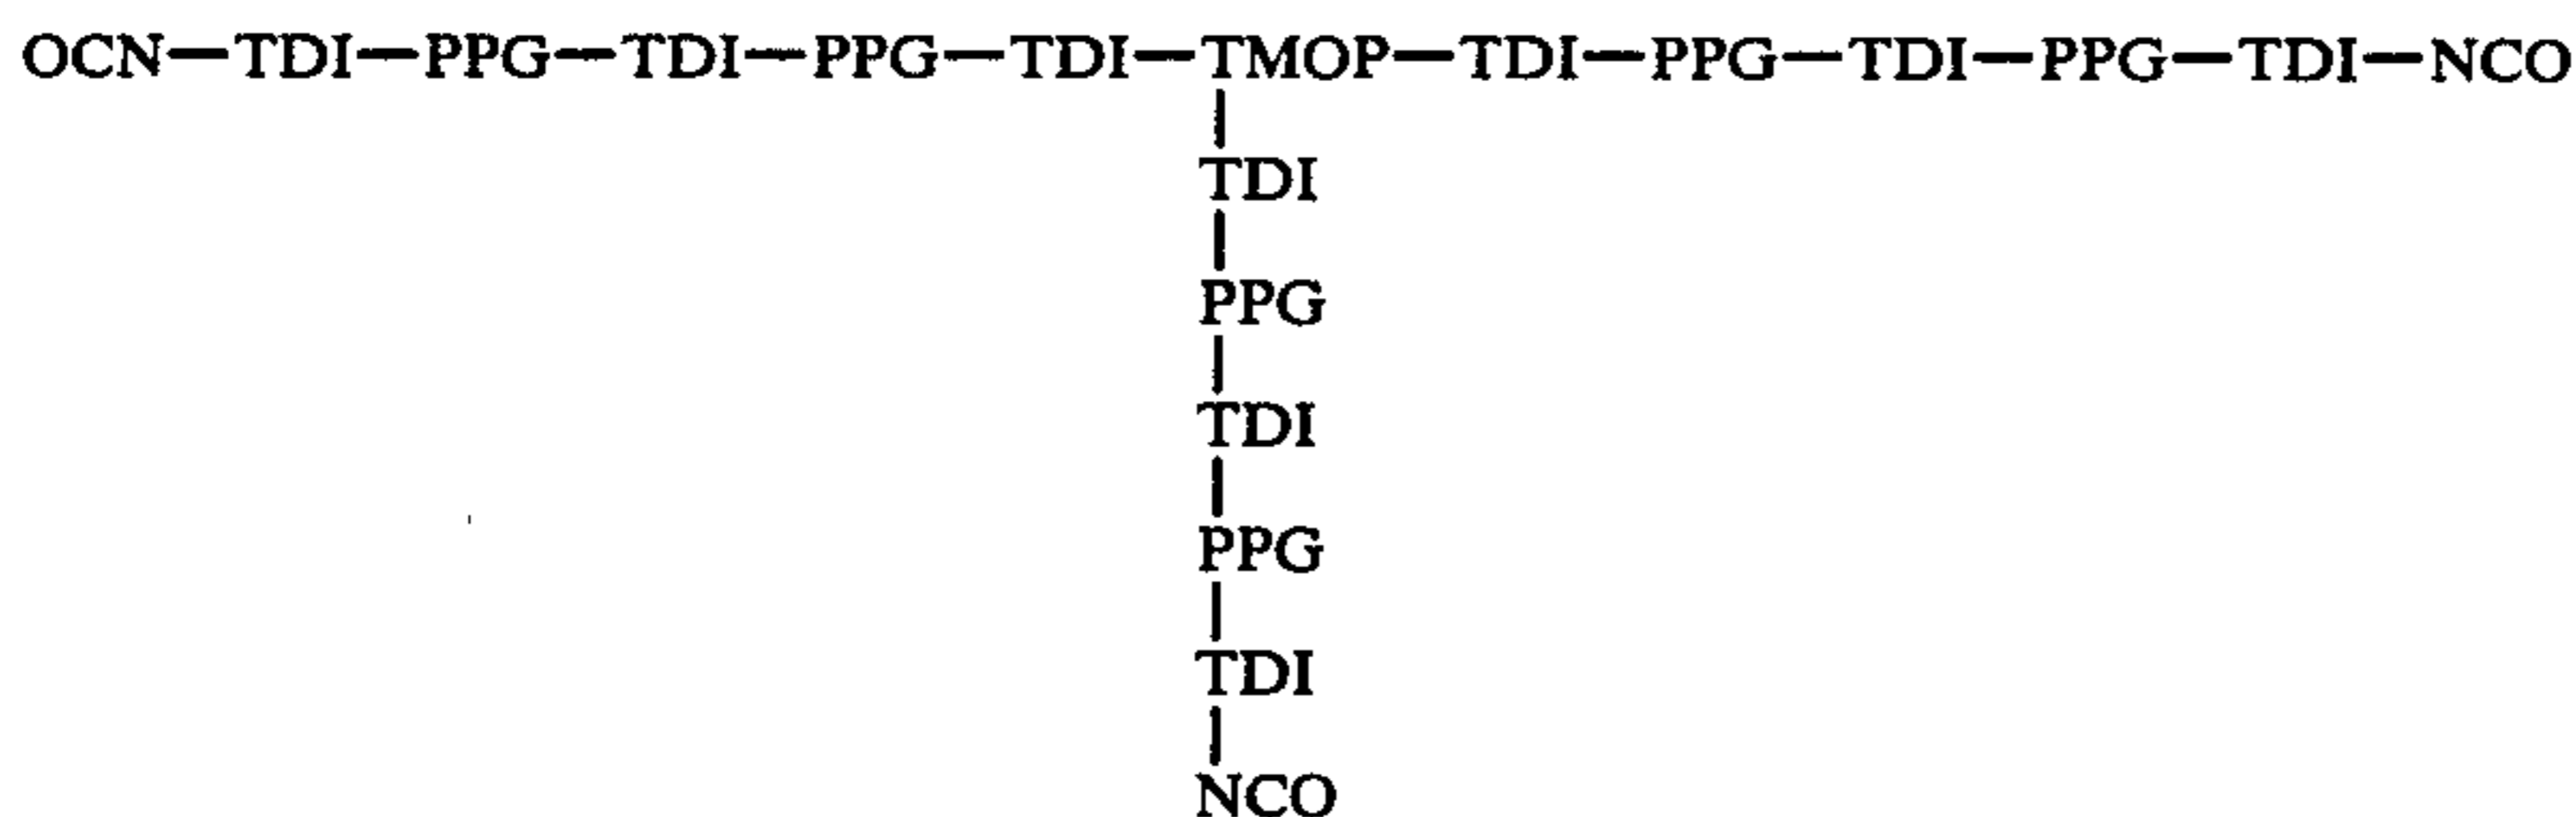 OCN—TDI—PPG—TDI—PPG—TDI—TMOP—TDI—PPG—TDI—PPG—TDI—NCO
TDI
PPG
TDI
PPG
TDI
NCO